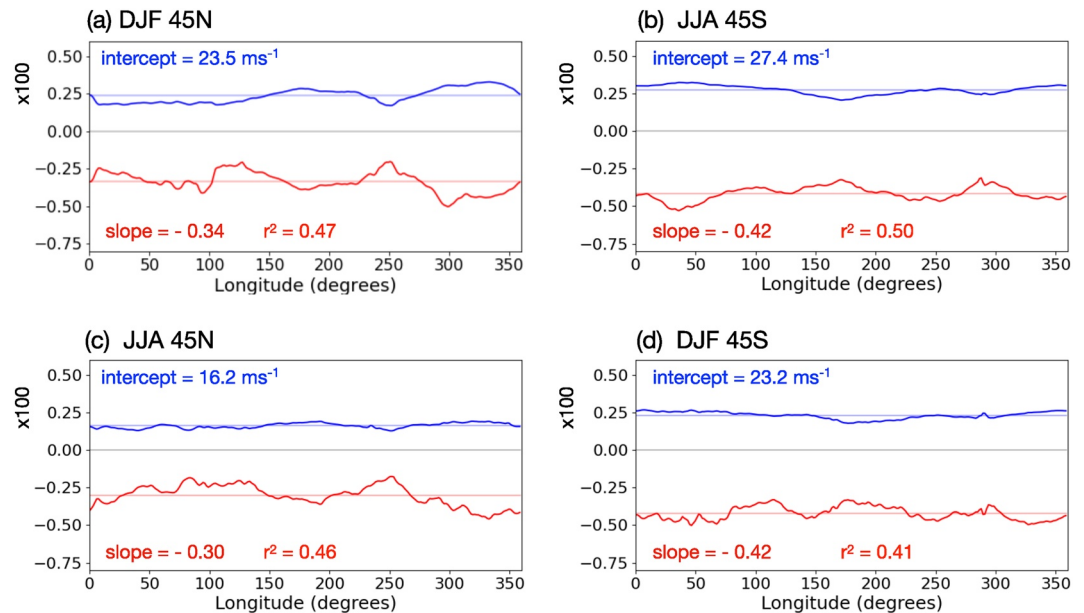 (a) DJF 45N
x100
0.50
0.25
0.00
−0.25
−0.50
−0.75
intercept = 23.5 ms⁻¹
slope = - 0.34 r² = 0.47
0 50 100 150 200 250 300 350
Longitude (degrees)
(b) JJA 45S
x100
0.50
0.25
0.00
−0.25
−0.50
−0.75
intercept = 27.4 ms⁻¹
slope = - 0.42 r² = 0.50
0 50 100 150 200 250 300 350
Longitude (degrees)
(c) JJA 45N
x100
0.50
0.25
0.00
−0.25
−0.50
−0.75
intercept = 16.2 ms⁻¹
slope = - 0.30 r² = 0.46
0 50 100 150 200 250 300 350
Longitude (degrees)
(d) DJF 45S
x100
0.50
0.25
0.00
−0.25
−0.50
−0.75
intercept = 23.2 ms⁻¹
slope = - 0.42 r² = 0.41
0 50 100 150 200 250 300 350
Longitude (degrees)